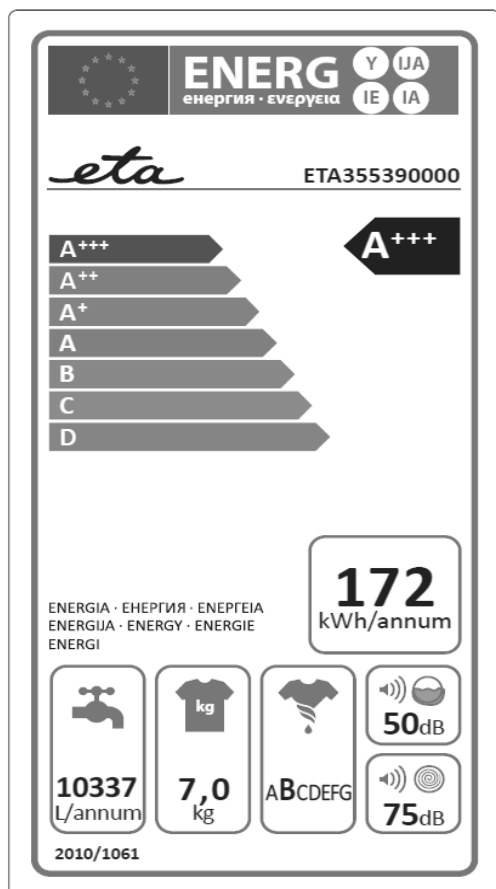 ENERG
енергия · ενεργεια
Y IJA
IE IA
eta
ETA355390000
A+++
A+++
A++
A+
A
B
C
D
172
kWh/annum
ENERGIA · ЕНЕРГИЯ · ΕΝΕΡΓΕΙΑ
ENERGIJA · ENERGY · ENERGIE
ENERGI
kg
10337
L/annum
7,0
kg
ABCDEFG
50dB
75dB
2010/1061